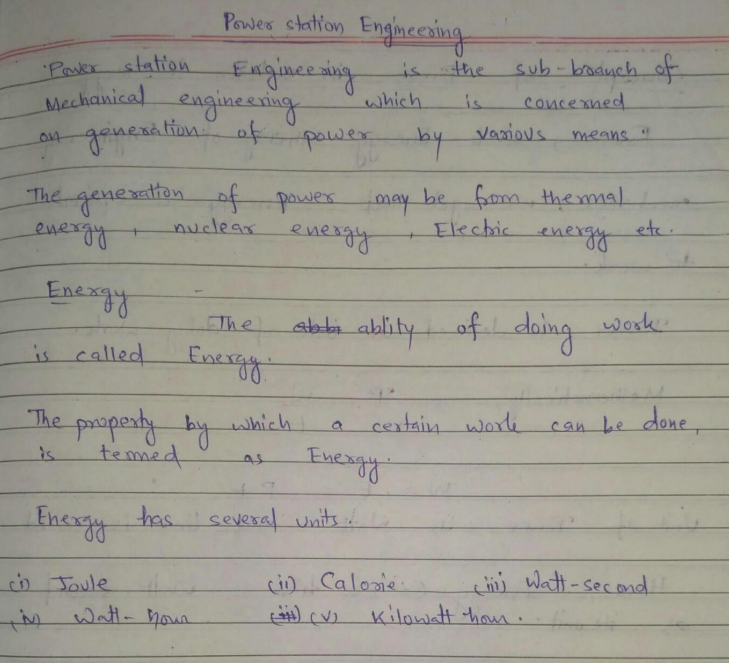 Power station Engineering
"Power station Engineering is the sub-branch of
Mechanical engineering which is concerned
on generation of power by various means"
The generation of power may be from thermal
energy, nuclear energy, Electric energy etc.
Energy -
The ablity of doing work
is called Energy.
The property by which a certain work can be done,
is termed as Energy.
Energy has several units.
(i) Joule (ii) Calorie (iii) Watt-second
(iv) Watt-hour (iii) (v) Kilowatt hour.